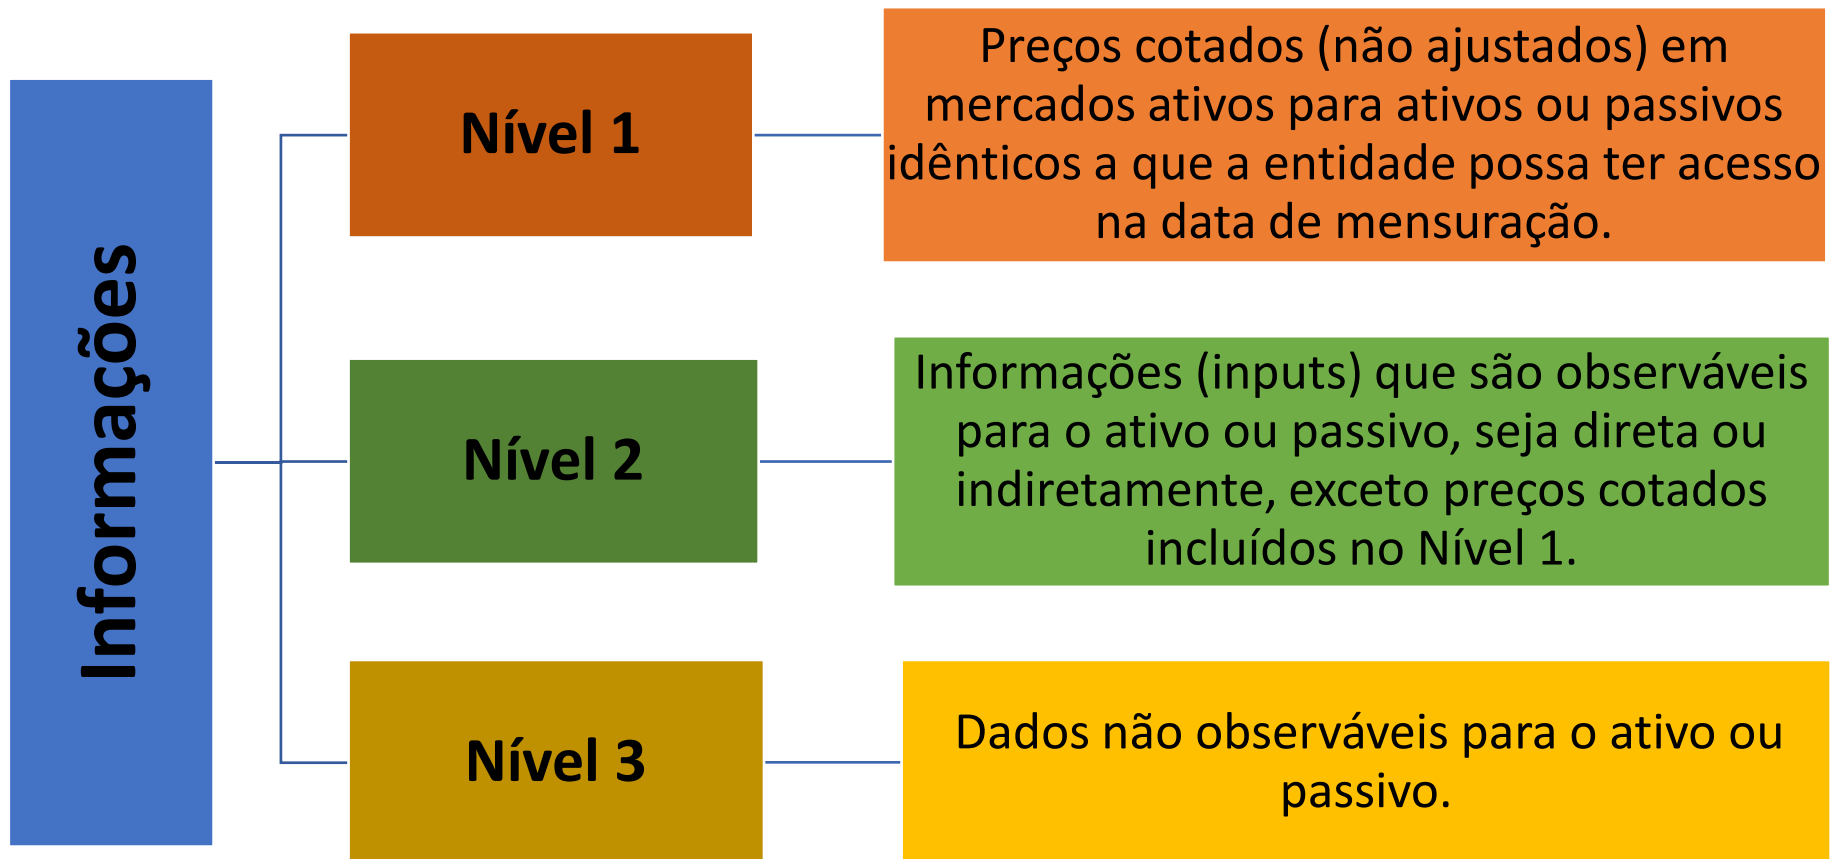 Informações
Nível 1
Preços cotados (não ajustados) em
mercados ativos para ativos ou passivos
idênticos a que a entidade possa ter acesso
na data de mensuração.
Nível 2
Informações (inputs) que são observáveis
para o ativo ou passivo, seja direta ou
indiretamente, exceto preços cotados
incluídos no Nível 1.
Nível 3
Dados não observáveis para o ativo ou
passivo.